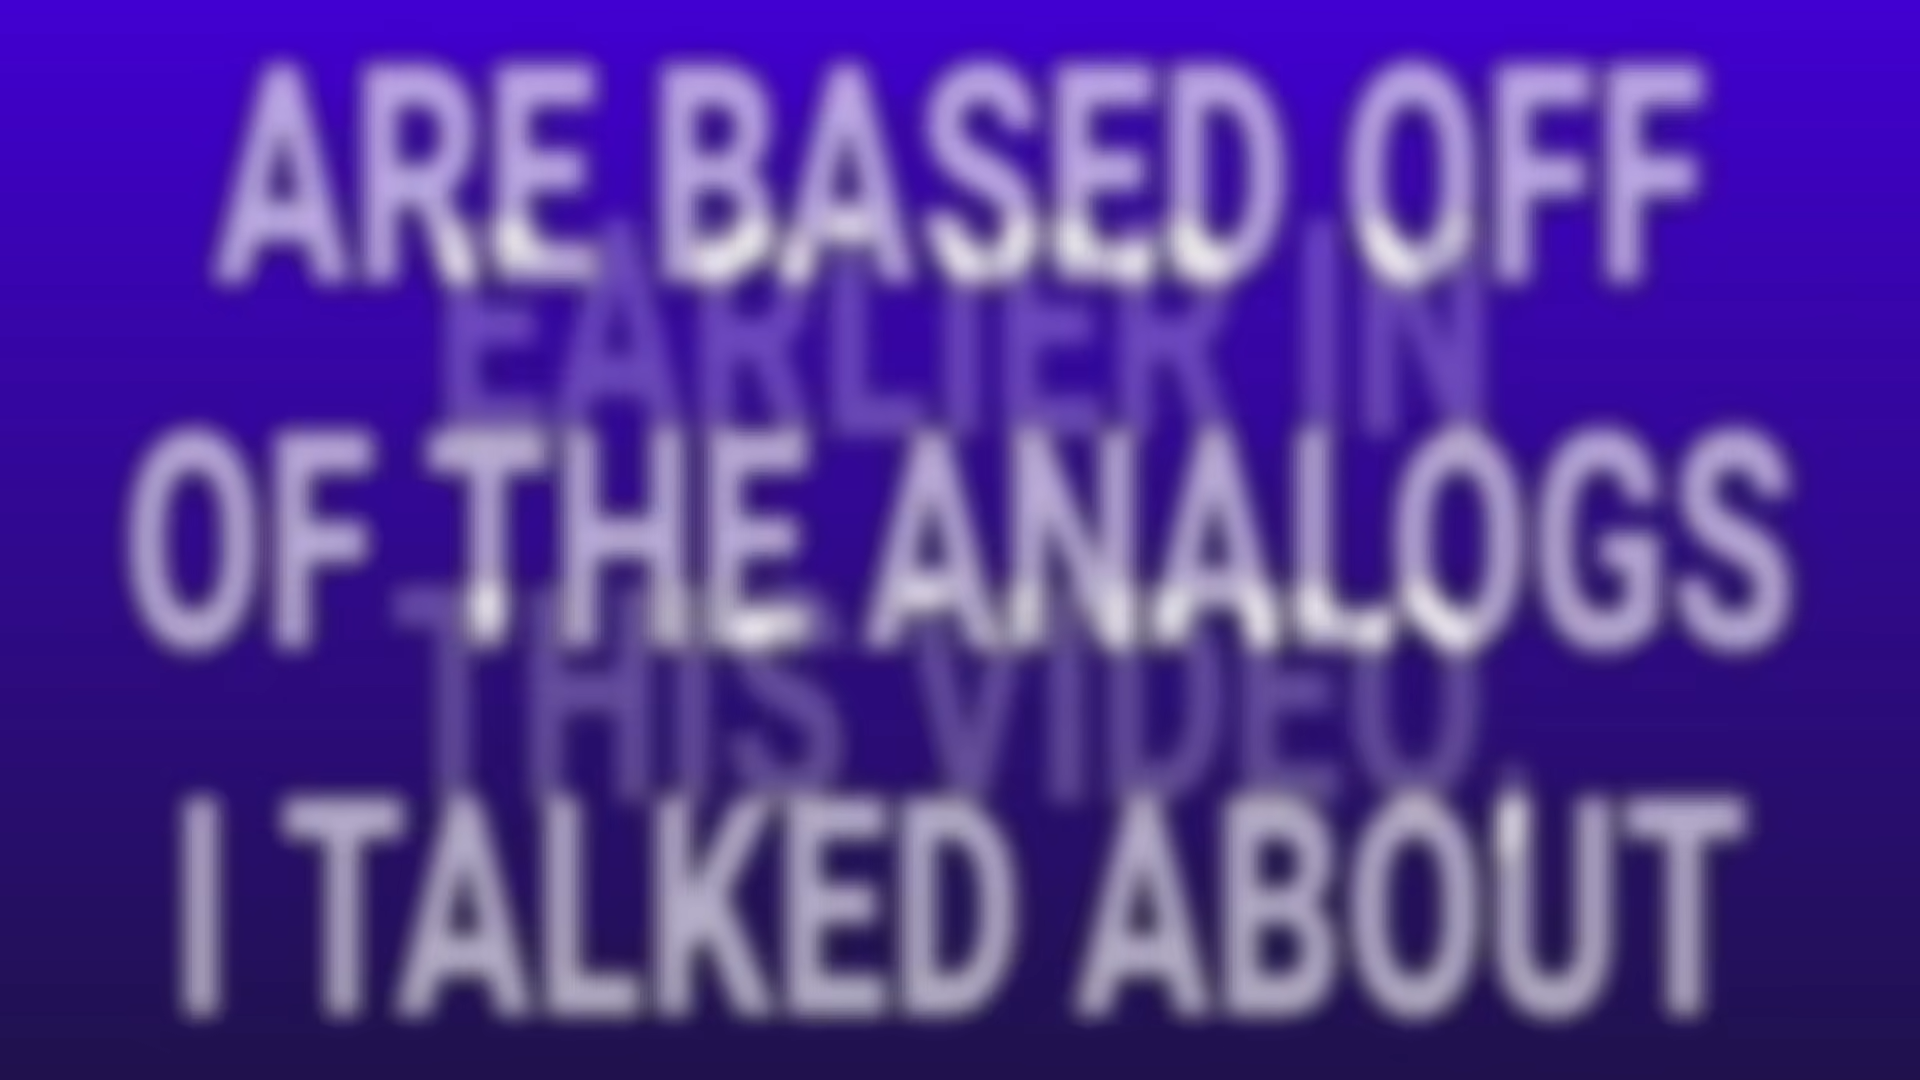 ARE BASED OFF
EARLIER IN
OF THE ANALOGS
THIS VIDEO,
I TALKED ABOUT